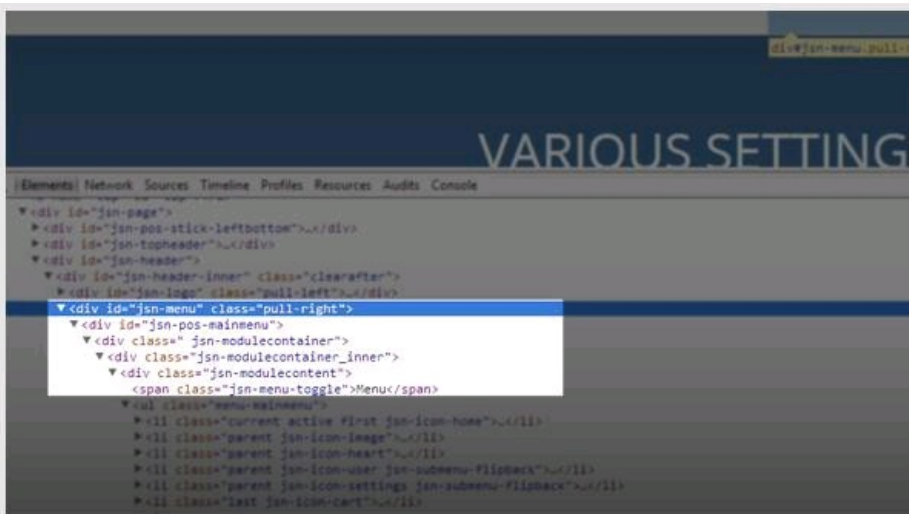 div#jsn-menu.pull-
VARIOUS SETTING
Elements Network Sources Timeline Profiles Resources Audits Console
▼<div id="jsn-page">
▶<div id="jsn-pos-stick-leftbottom">…</div>
▶<div id="jsn-topheader">…</div>
▼<div id="jsn-header">
▼<div id="jsn-header-inner" class="clearafter">
▶<div id="jsn-logo" class="pull-left">…</div>
▼<div id="jsn-menu" class="pull-right">
▼<div id="jsn-pos-mainmenu">
▼<div class=" jsn-modulecontainer">
▼<div class="jsn-modulecontainer_inner">
▼<div class="jsn-modulecontent">
<span class="jsn-menu-toggle">Menu</span>
▼<ul class="menu-mainmenu">
▶<li class="current active first jsn-icon-home">…</li>
▶<li class="parent jsn-icon-image">…</li>
▶<li class="parent jsn-icon-heart">…</li>
▶<li class="parent jsn-icon-user jsn-submenu-flipback">…</li>
▶<li class="parent jsn-icon-settings jsn-submenu-flipback">…</li>
▶<li class="last jsn-icon-cart">…</li>